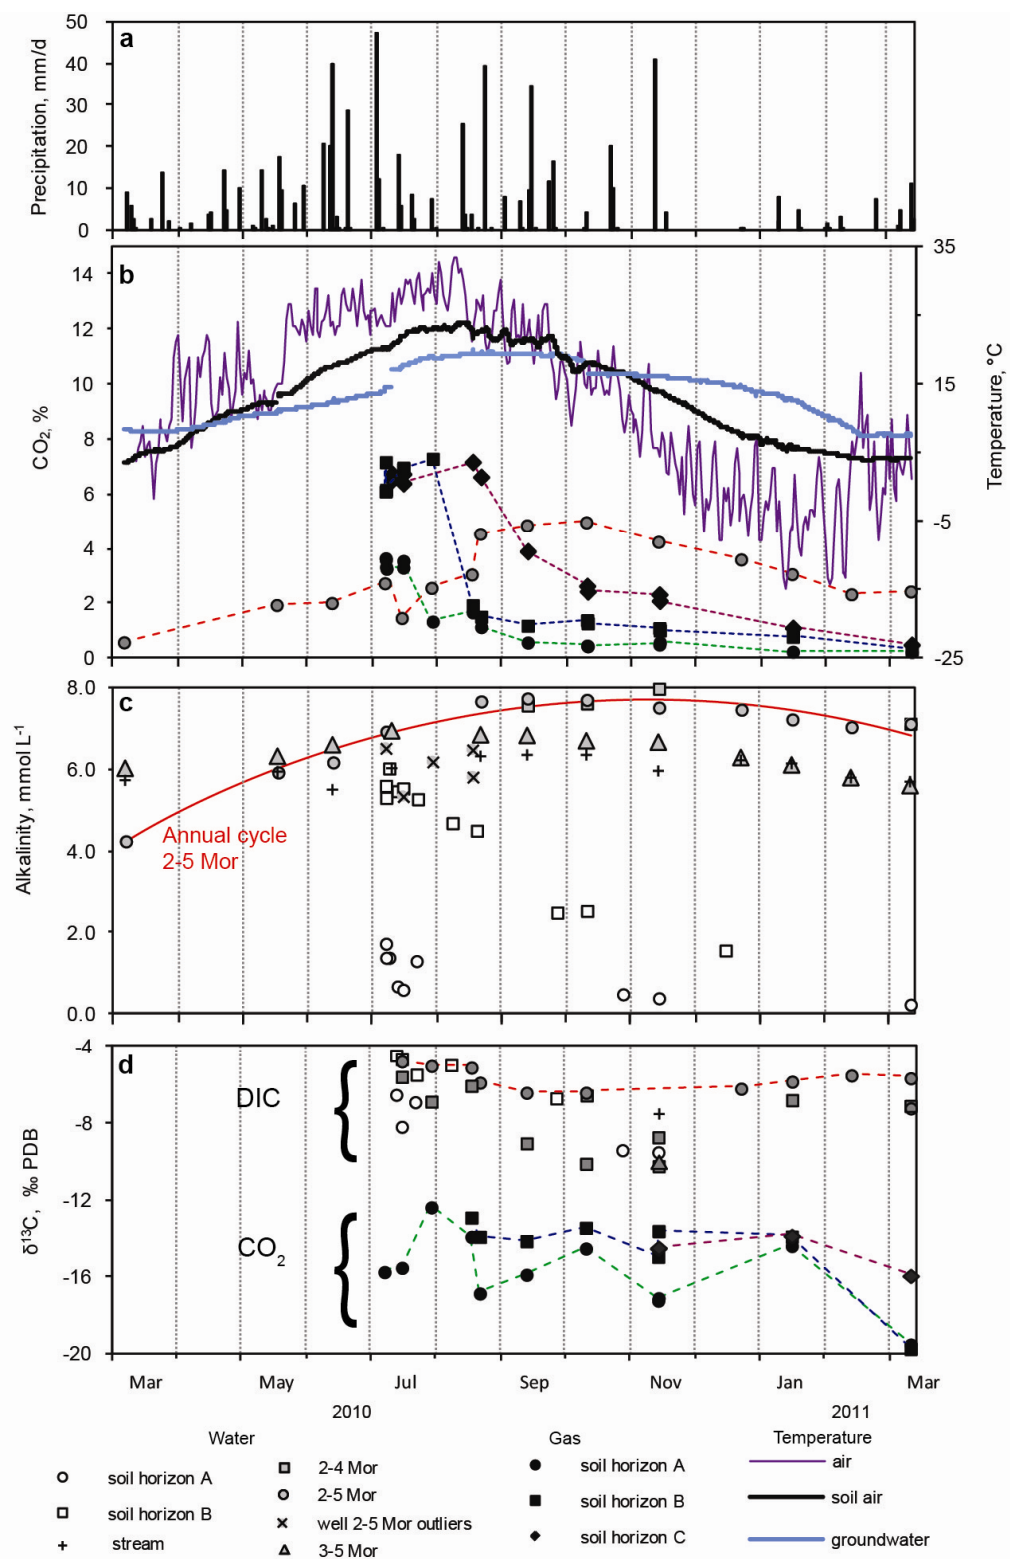 a
Precipitation, mm/d
50
40
30
20
10
0
b
CO2, %
14
12
10
8
6
4
2
0
Temperature, °C
35
15
-5
-25
c
Alkalinity, mmol L-1
8.0
6.0
4.0
2.0
0.0
Annual cycle
2-5 Mor
d
δ13C, ‰ PDB
-4
-8
-12
-16
-20
DIC
CO2
Mar May Jul Sep Nov Jan Mar
2010 2011
Water Gas Temperature
soil horizon A
soil horizon B
stream
2-4 Mor
2-5 Mor
well 2-5 Mor outliers
3-5 Mor
soil horizon A
soil horizon B
soil horizon C
air
soil air
groundwater